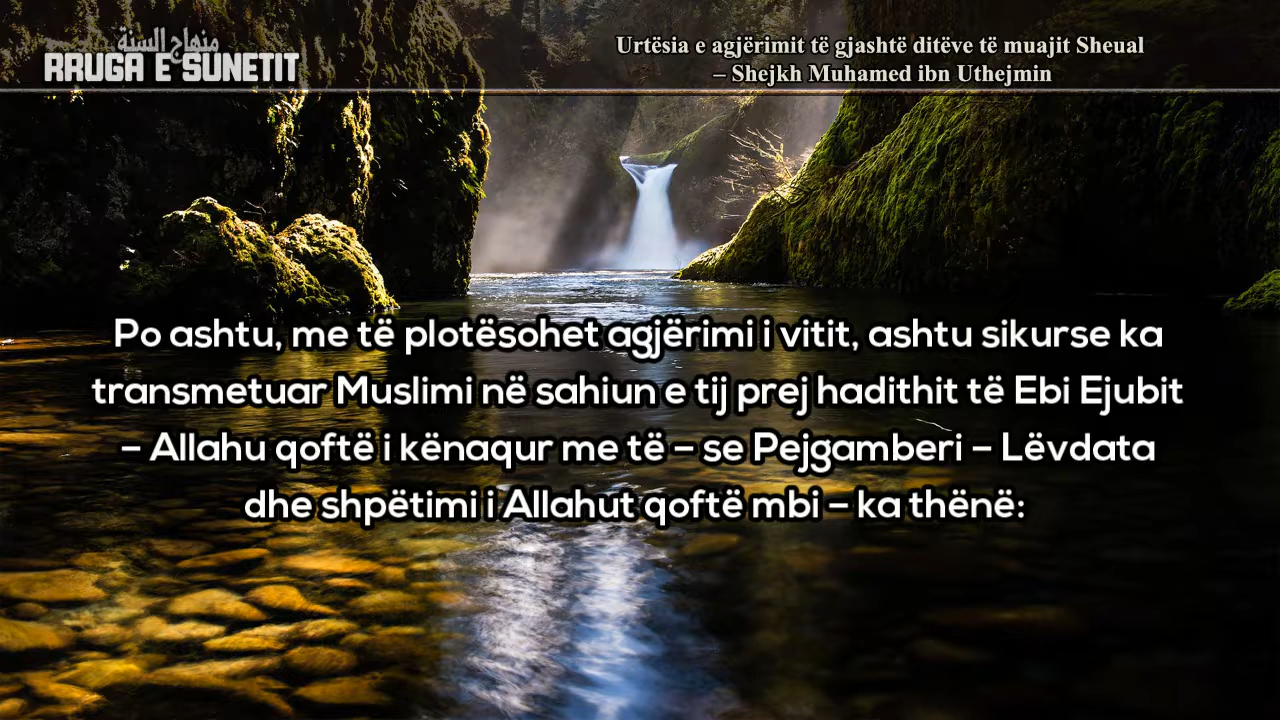 منهاج السنة
RRUGA E SUNETIT
Urtësia e agjërimit të gjashtë ditëve të muajit Sheual
– Shejkh Muhamed ibn Uthejmin
Po ashtu, me të plotësohet agjërimi i vitit, ashtu sikurse ka
transmetuar Muslimi në sahiun e tij prej hadithit të Ebi Ejubit
– Allahu qoftë i kënaqur me të – se Pejgamberi – Lëvdata
dhe shpëtimi i Allahut qoftë mbi – ka thënë: